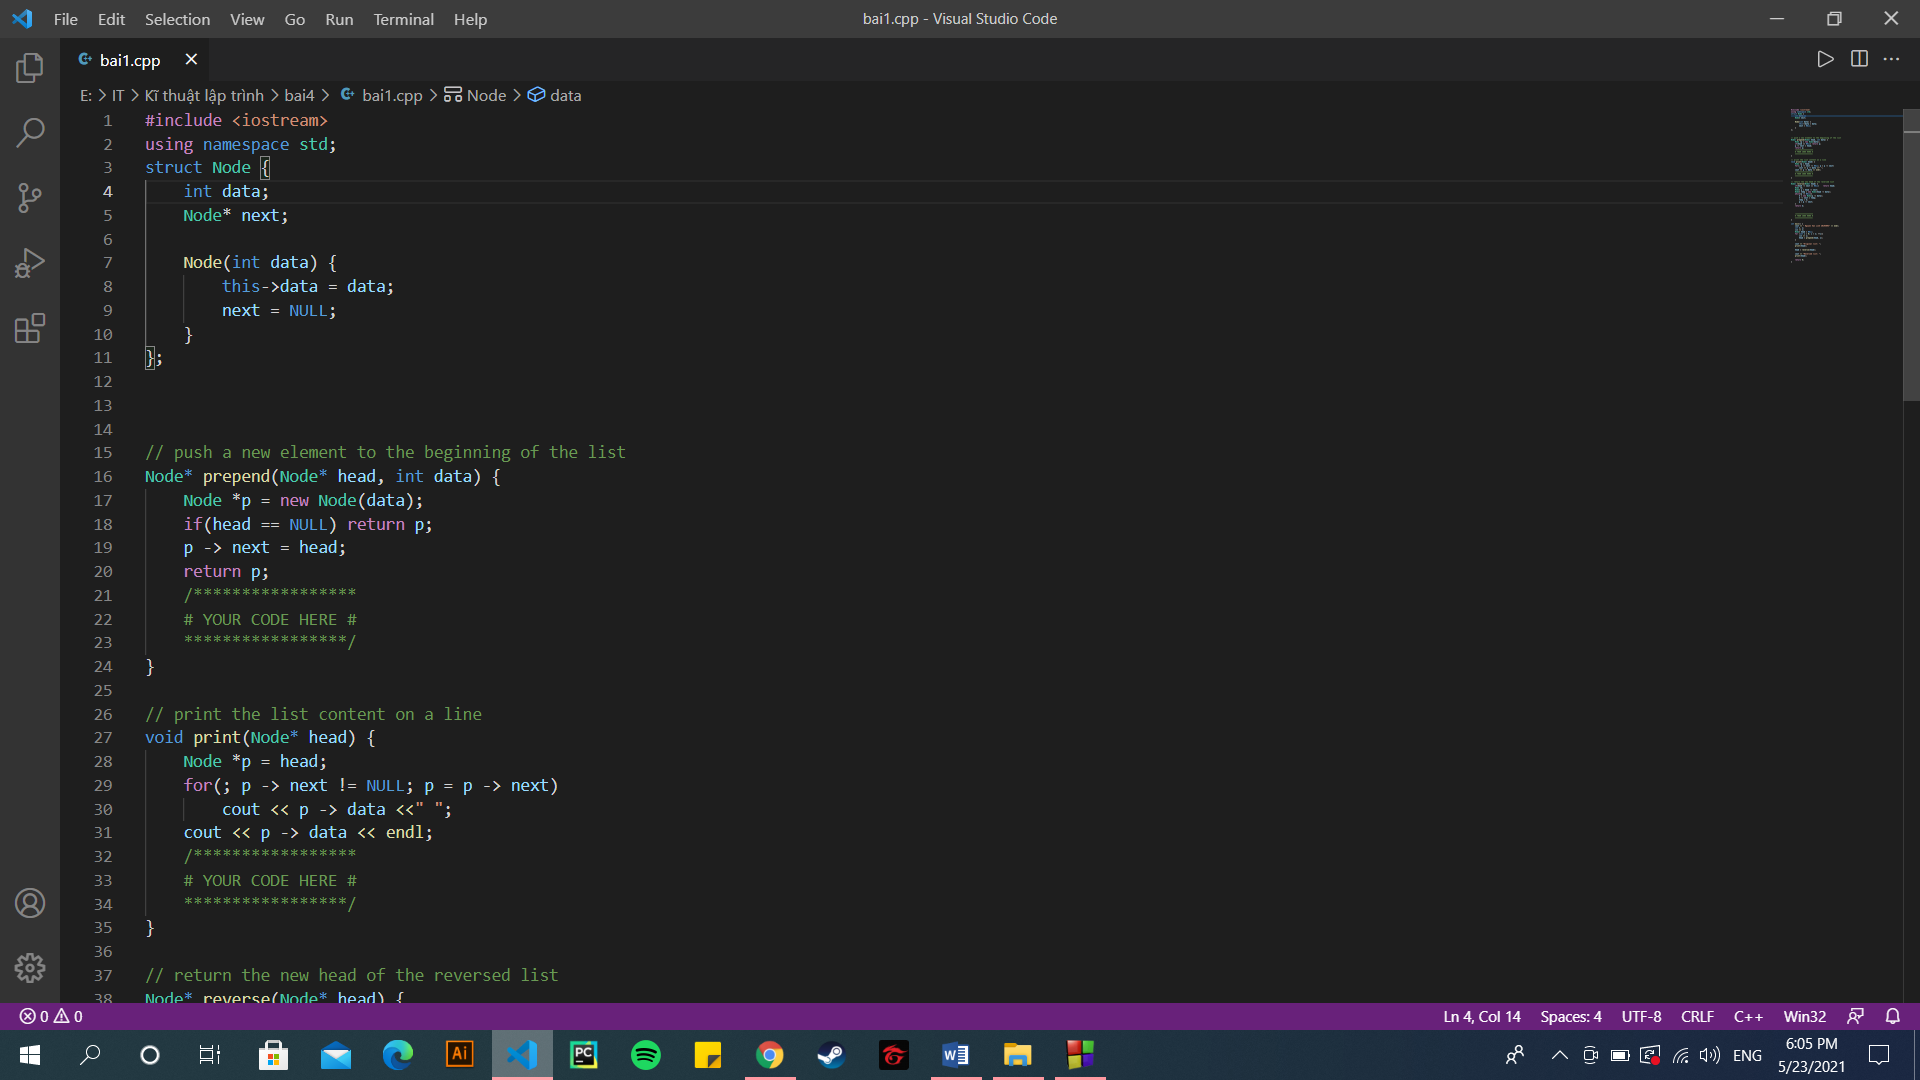 File Edit Selection View Go Run Terminal Help bai1.cpp - Visual Studio Code
bai1.cpp
E: > IT > Kĩ thuật lập trình > bai4 > bai1.cpp > Node > data
1 #include <iostream>
2 using namespace std;
3 struct Node {
4 int data;
5 Node* next;
6
7 Node(int data) {
8 this->data = data;
9 next = NULL;
10 }
11 };
12
13
14
15 // push a new element to the beginning of the list
16 Node* prepend(Node* head, int data) {
17 Node *p = new Node(data);
18 if(head == NULL) return p;
19 p -> next = head;
20 return p;
21 /*****************
22 # YOUR CODE HERE #
23 *****************/
24 }
25
26 // print the list content on a line
27 void print(Node* head) {
28 Node *p = head;
29 for(; p -> next != NULL; p = p -> next)
30 cout << p -> data <<" ";
31 cout << p -> data << endl;
32 /*****************
33 # YOUR CODE HERE #
34 *****************/
35 }
36
37 // return the new head of the reversed list
38 Node* reverse(Node* head) {
0 0 Ln 4, Col 14 Spaces: 4 UTF-8 CRLF C++ Win32
Ai PC W ENG 6:05 PM
5/23/2021